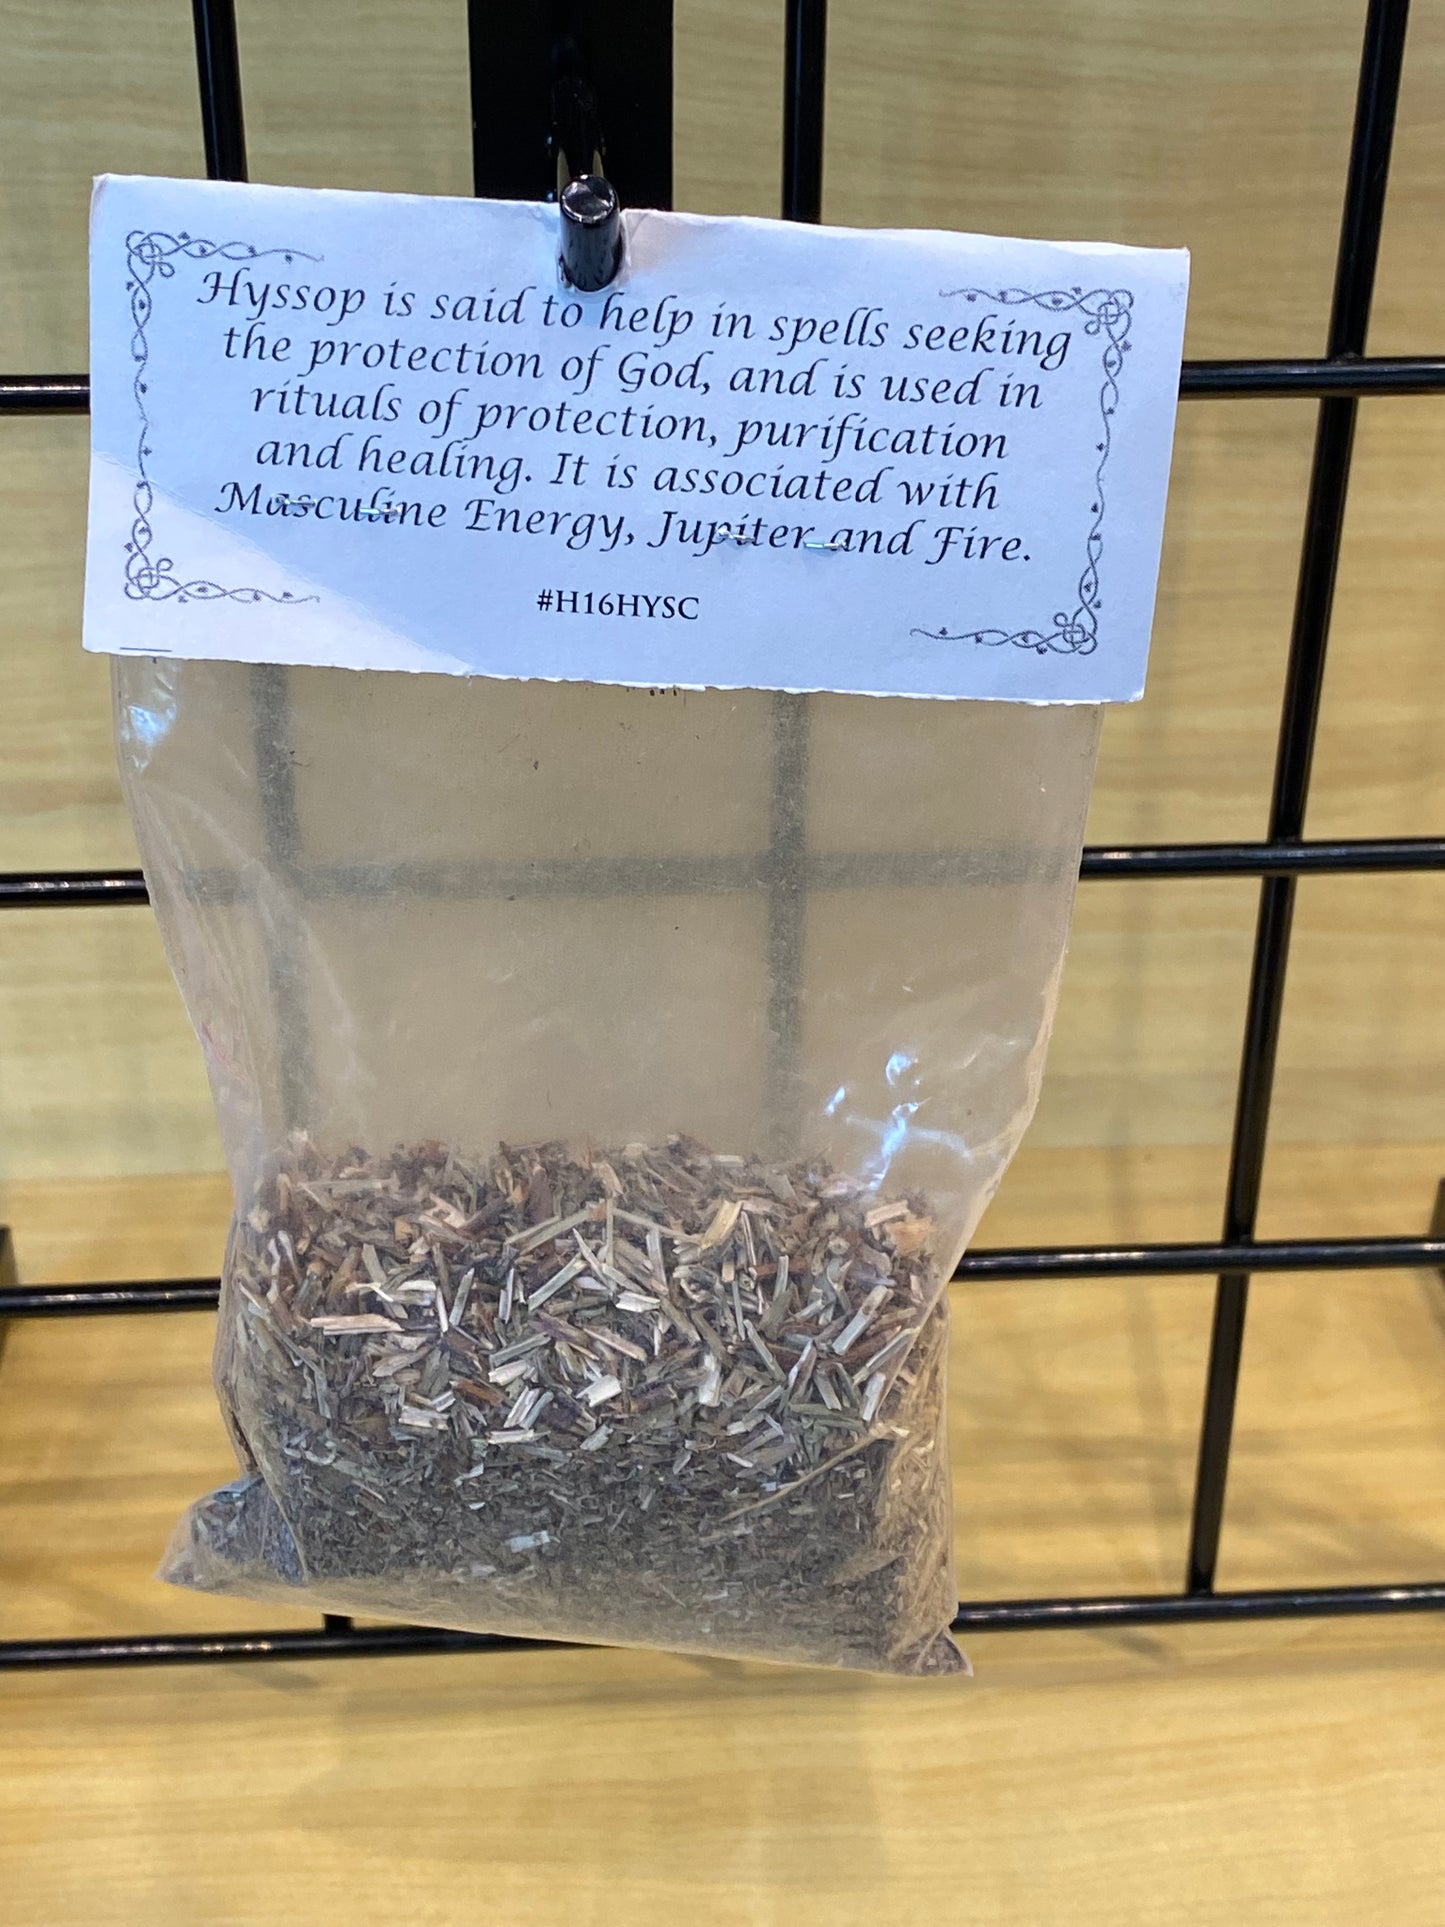 Hyssop is said to help in spells seeking
the protection of God, and is used in
rituals of protection, purification
and healing. It is associated with
Masculine Energy, Jupiter and Fire.
#H16HYSC